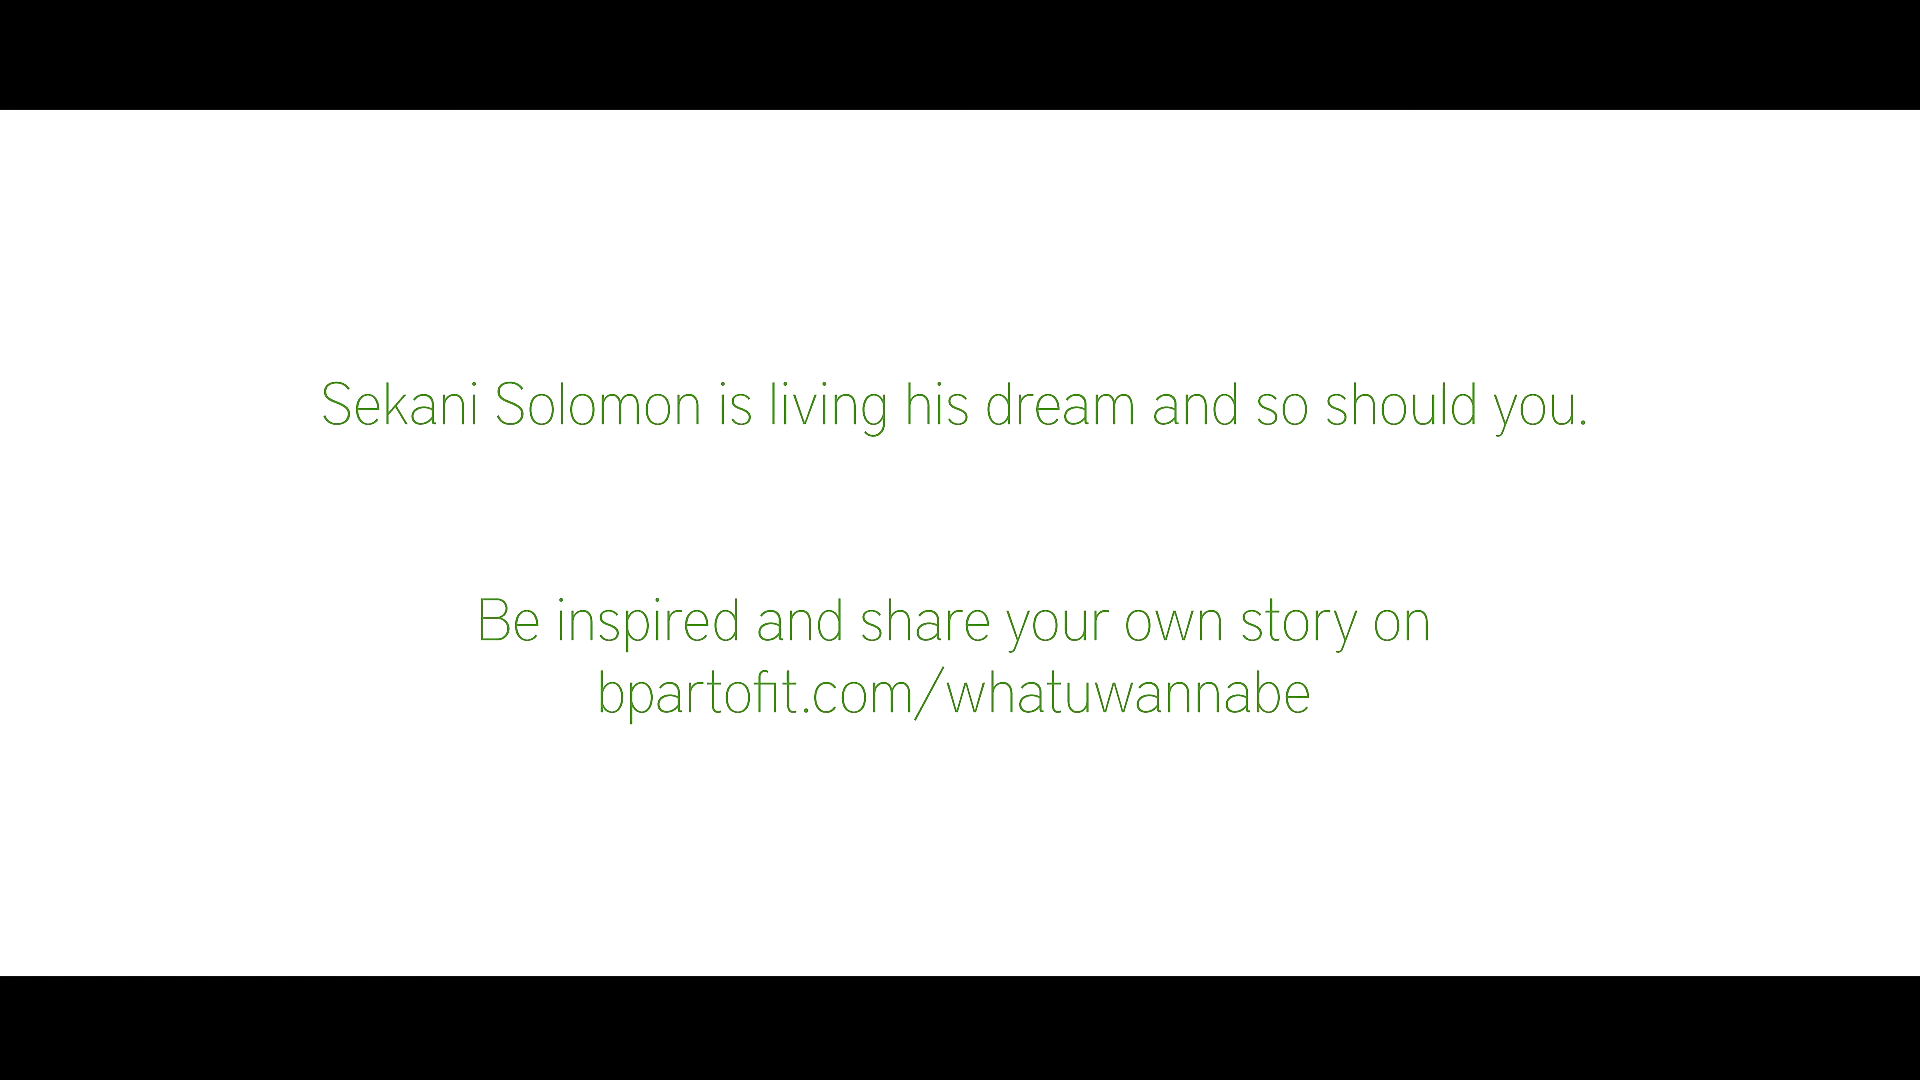 Sekani Solomon is living his dream and so should you.
Be inspired and share your own story on
bpartofit.com/whatuwannabe